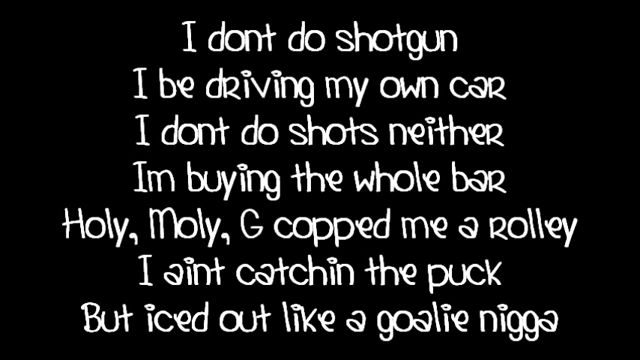 I dont do shotgun
I be driving my own car
I dont do shots neither
Im buying the whole bar
Holy, Moly, G copped me a Rolley
I aint catchin the puck
But iced out like a goalie nigga